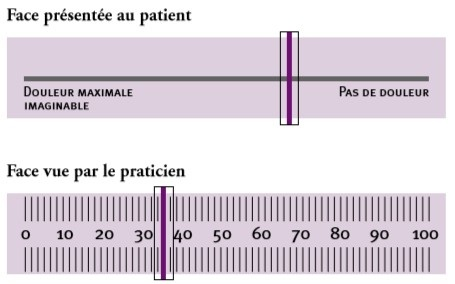 Face présentée au patient
Douleur maximale Pas de douleur
imaginable
Face vue par le praticien
0 10 20 30 40 50 60 70 80 90 100